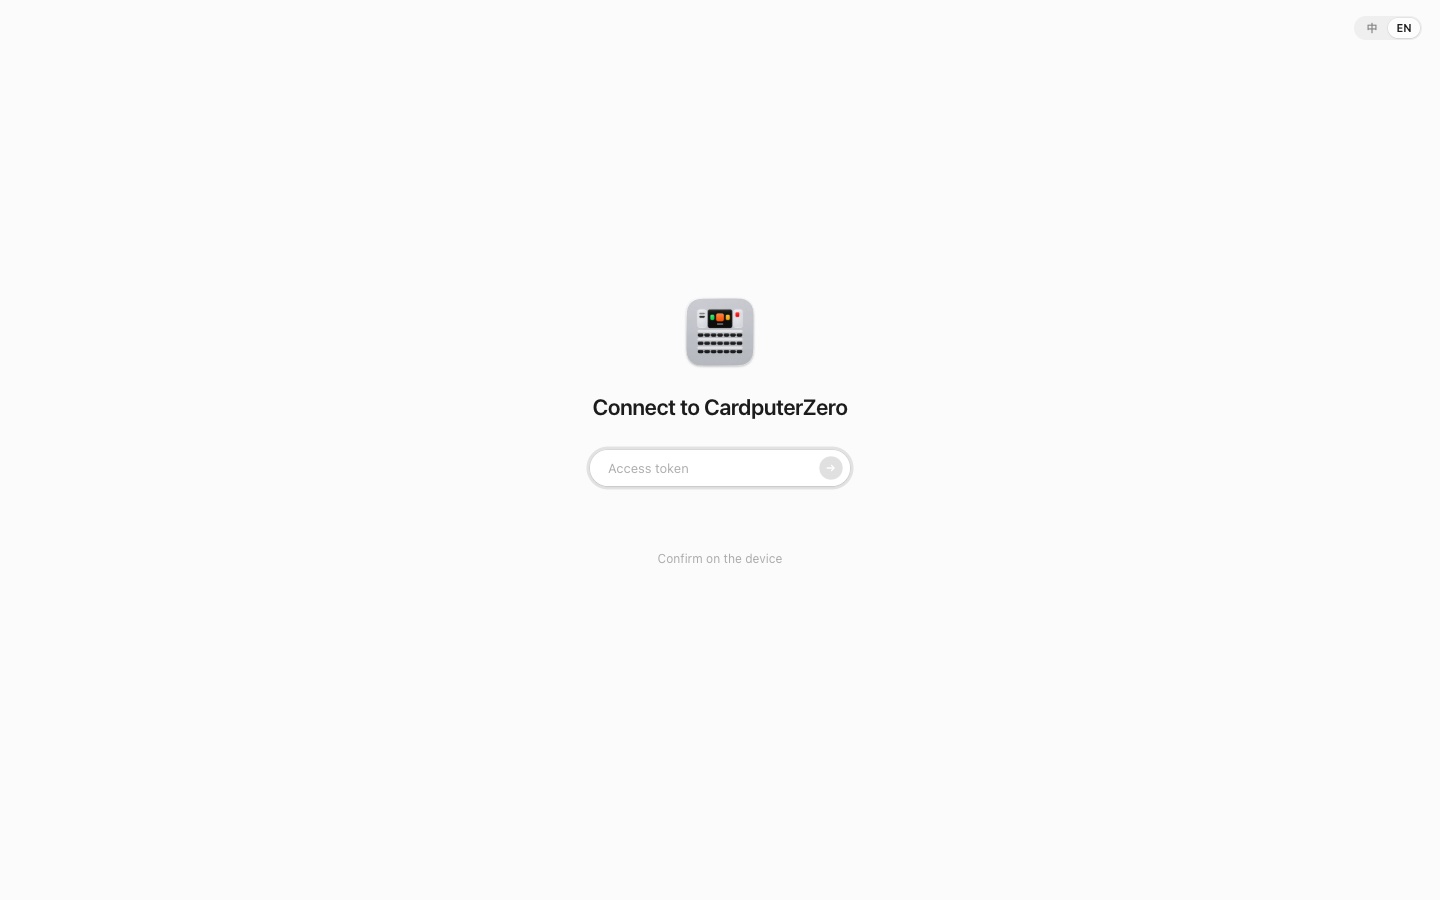 中 EN
Connect to CardputerZero
Access token
Confirm on the device